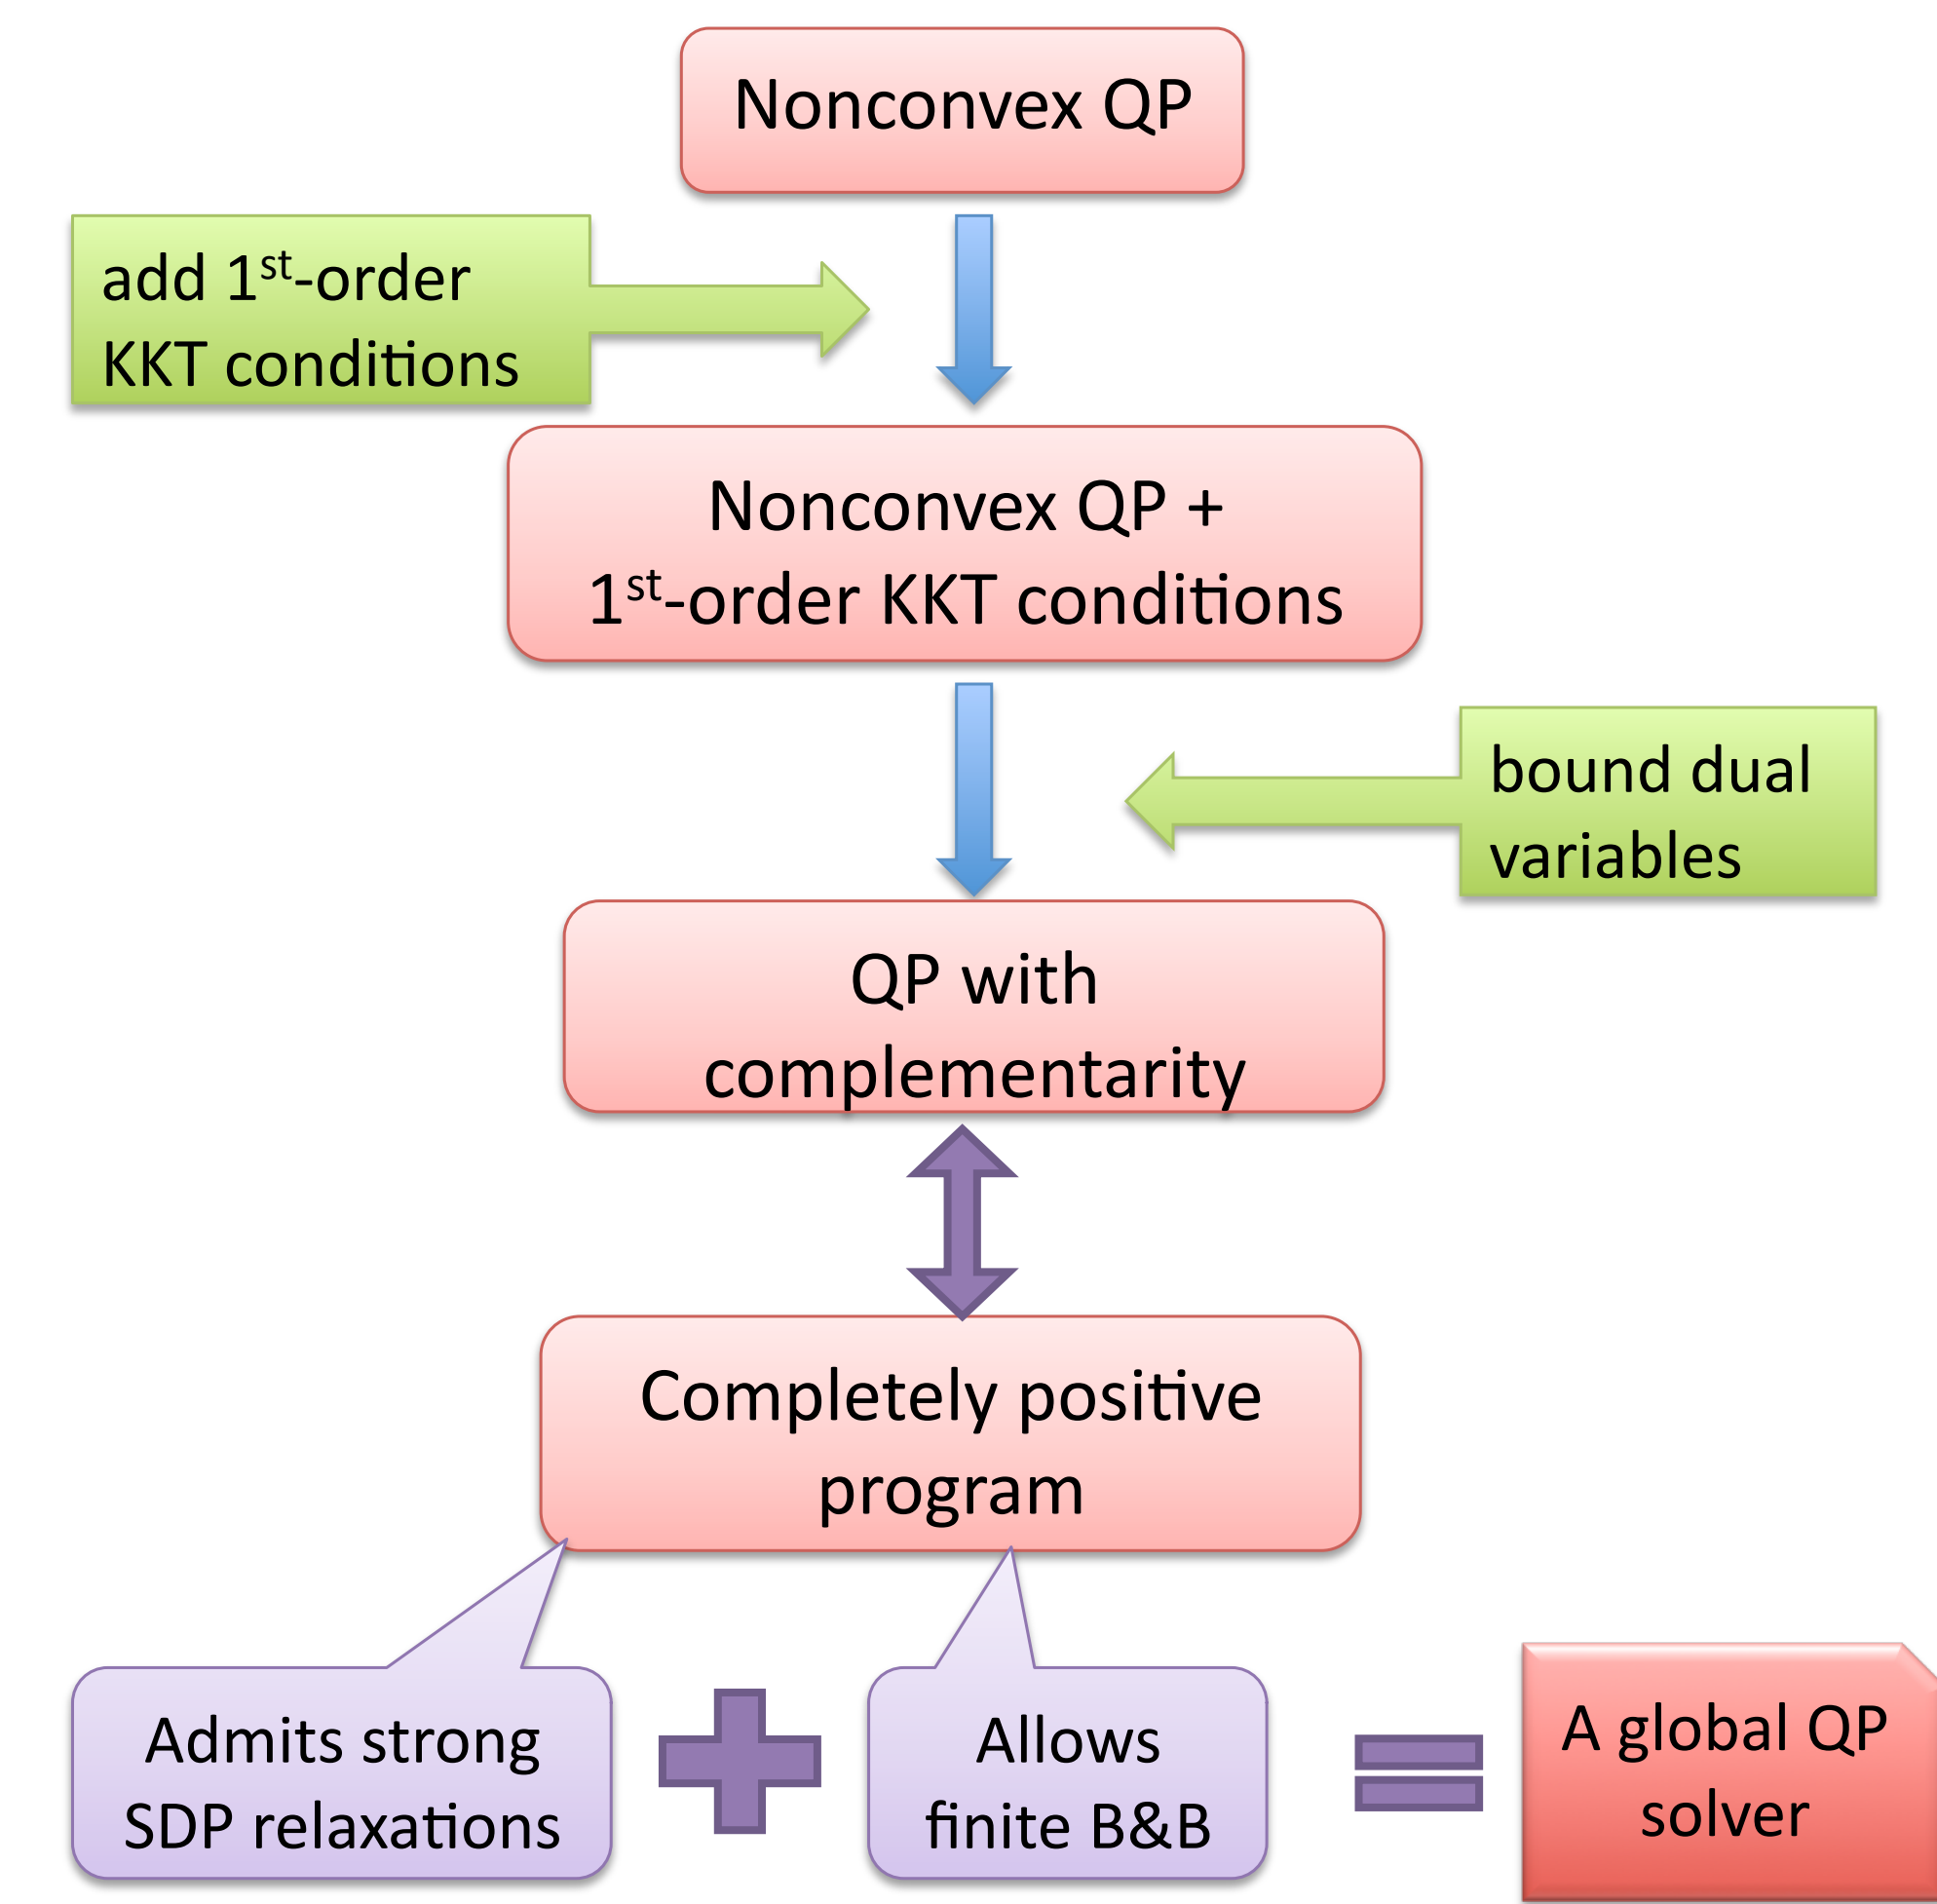 Nonconvex QP
add 1st-order
KKT conditions
Nonconvex QP +
1st-order KKT conditions
bound dual
variables
QP with
complementarity
Completely positive
program
Admits strong
SDP relaxations
Allows
finite B&B
A global QP
solver